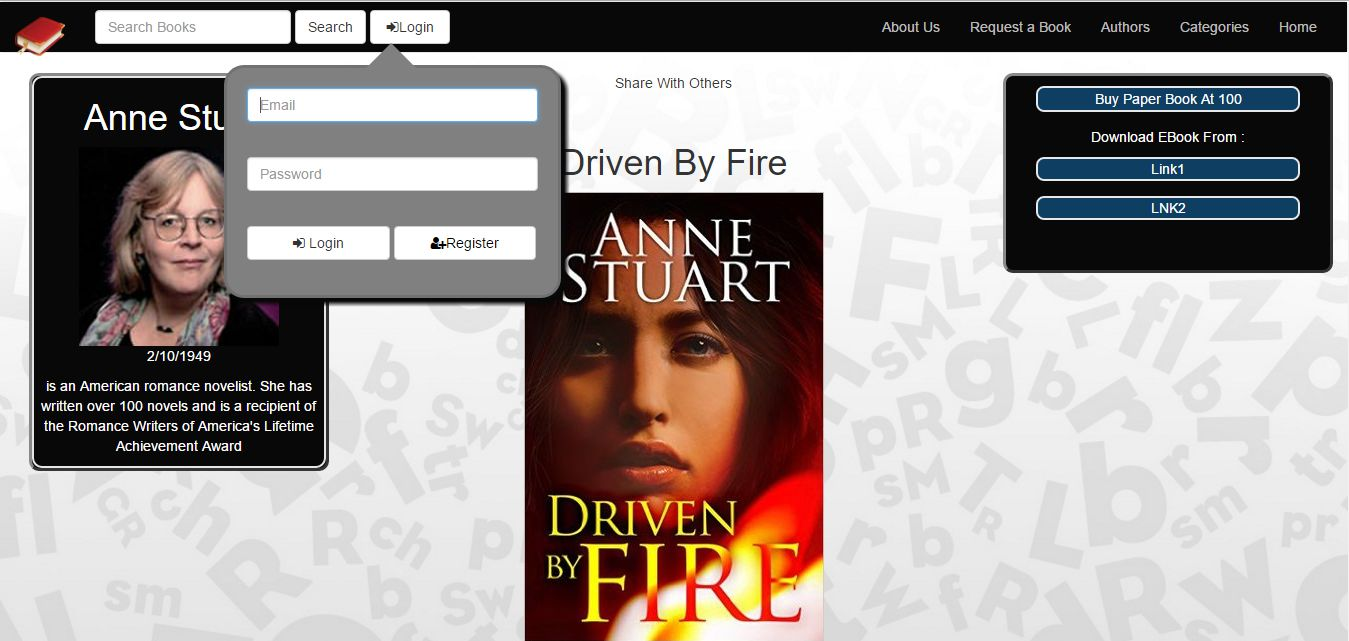 Search Books
Search
Login
About Us
Request a Book
Authors
Categories
Home
Email
Password
Login
Register
Anne Stu
2/10/1949
is an American romance novelist. She has
written over 100 novels and is a recipient of
the Romance Writers of America's Lifetime
Achievement Award
Share With Others
Driven By Fire
ANNE
STUART
DRIVEN
BY FIRE
Buy Paper Book At 100
Download EBook From :
Link1
LNK2